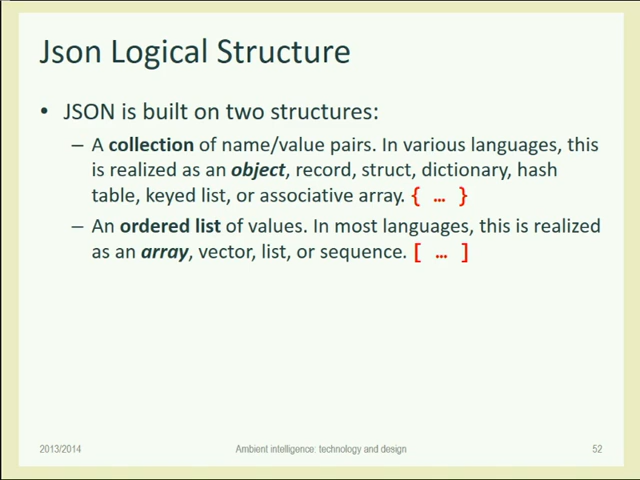 Json Logical Structure
• JSON is built on two structures:
– A collection of name/value pairs. In various languages, this
is realized as an object, record, struct, dictionary, hash
table, keyed list, or associative array. { … }
– An ordered list of values. In most languages, this is realized
as an array, vector, list, or sequence. [ … ]
2013/2014 Ambient intelligence: technology and design 52